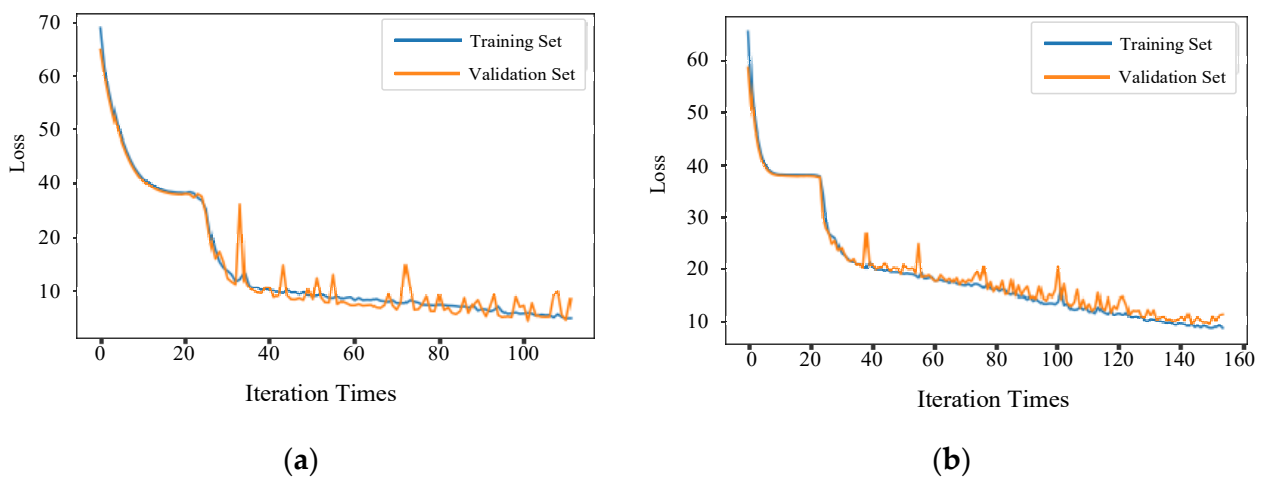 70
60
50
40
20
10
Loss
Training Set
Validation Set
0 20 40 60 80 100
Iteration Times
(a)
60
50
40
30
20
10
Loss
Training Set
Validation Set
0 20 40 60 80 100 120 140 160
Iteration Times
(b)